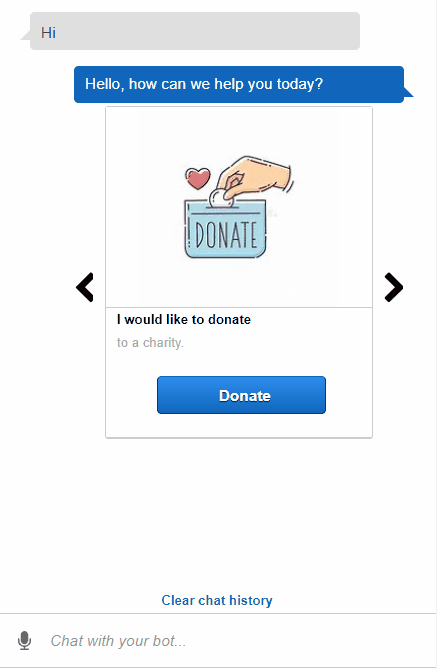 Hi
Hello, how can we help you today?
DONATE
I would like to donate
to a charity.
Donate
Clear chat history
Chat with your bot...